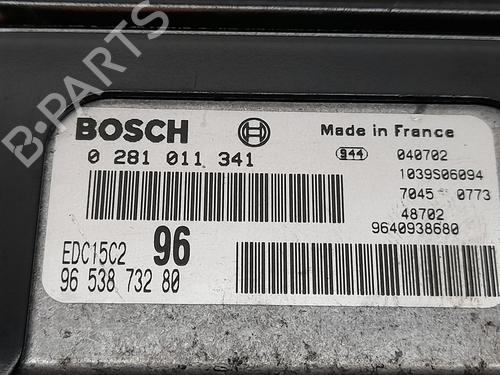 BOSCH
Made in France
0 281 011 341
944 040702
1039S06094
7045 0773
48702
9640938680
EDC15C2 96
96 538 732 80
B-PARTS